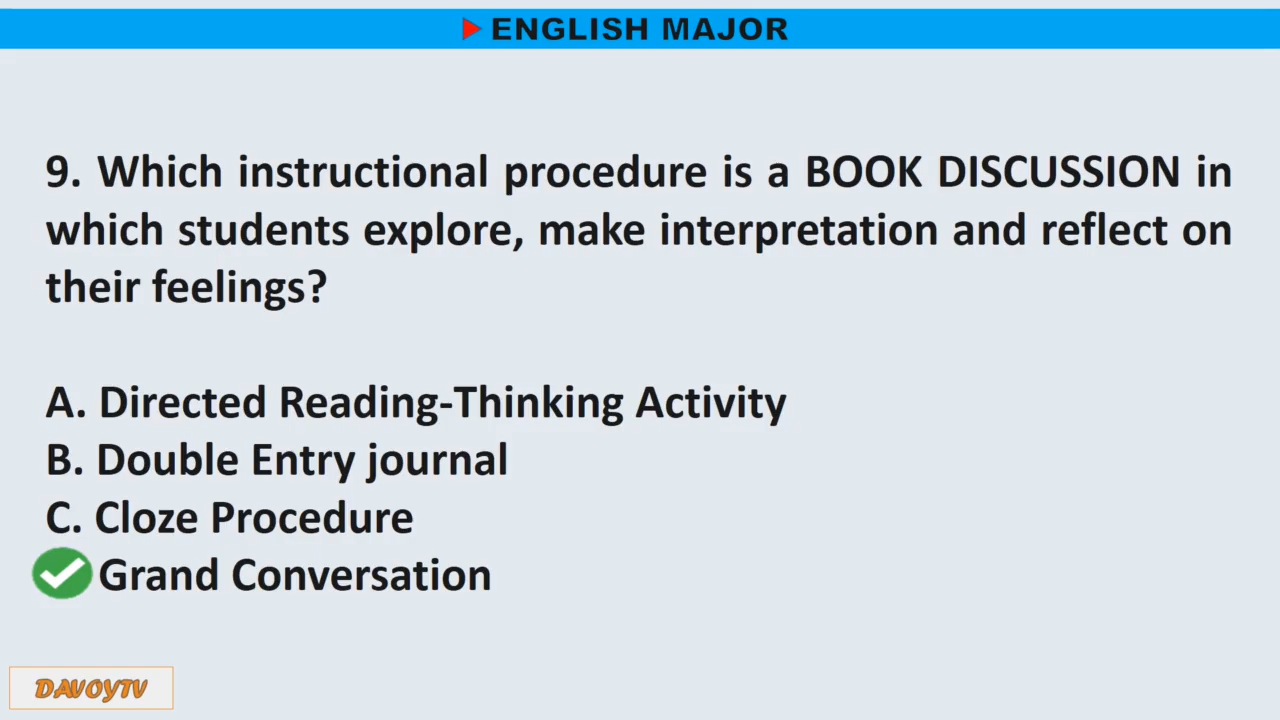 ENGLISH MAJOR
9. Which instructional procedure is a BOOK DISCUSSION in
which students explore, make interpretation and reflect on
their feelings?
A. Directed Reading-Thinking Activity
B. Double Entry journal
C. Cloze Procedure
Grand Conversation
DAVOYTV